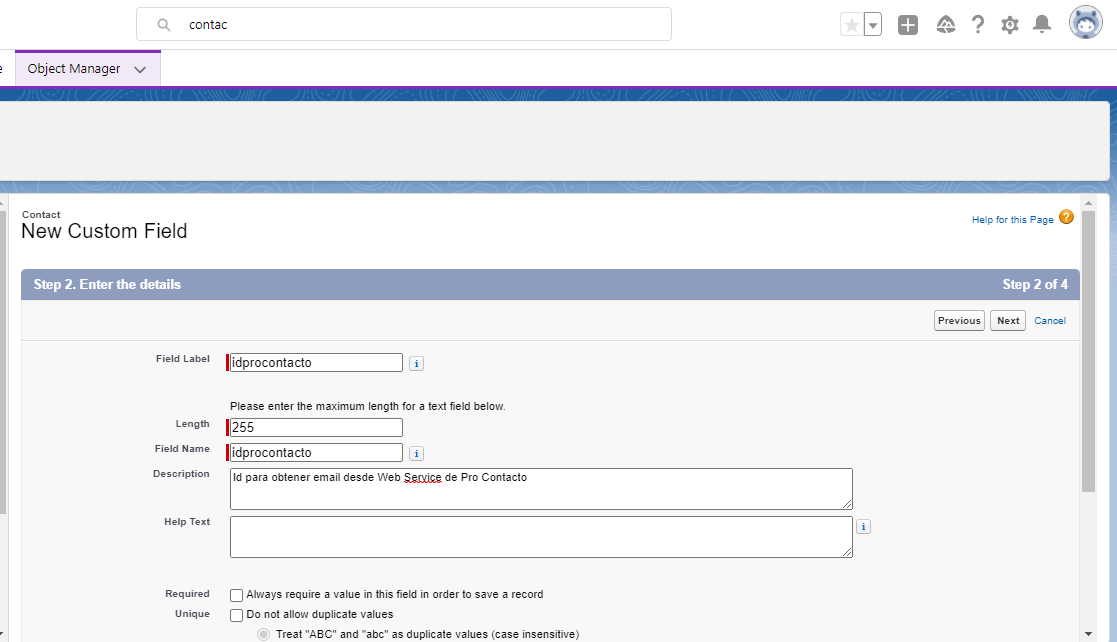 contac
e
Object Manager
Contact
New Custom Field
Help for this Page ?
Step 2. Enter the details
Step 2 of 4
Previous Next Cancel
Field Label idprocontacto i
Please enter the maximum length for a text field below.
Length 255
Field Name idprocontacto i
Description Id para obtener email desde Web Service de Pro Contacto
Help Text i
Required Always require a value in this field in order to save a record
Unique Do not allow duplicate values
Treat "ABC" and "abc" as duplicate values (case insensitive)